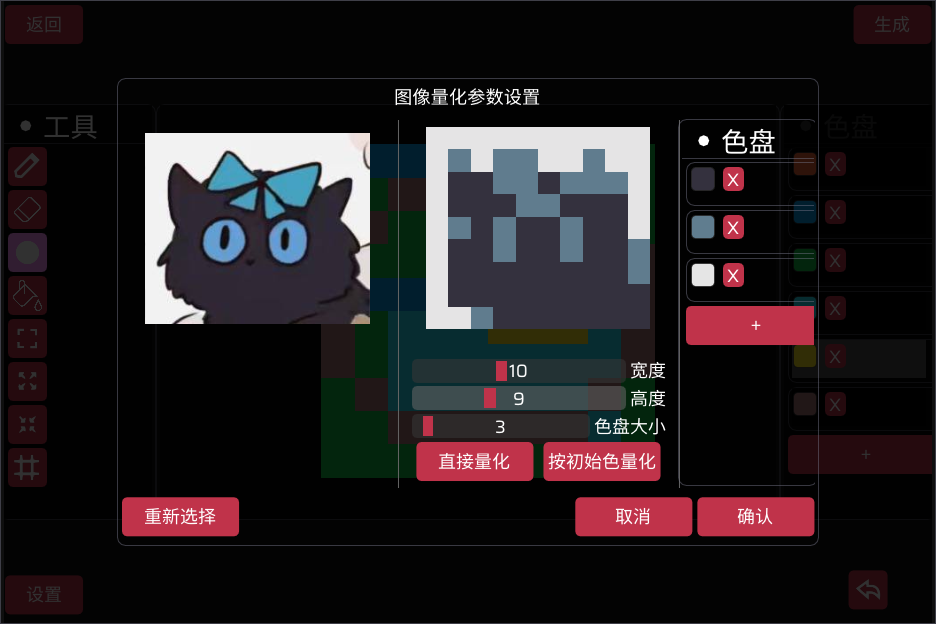 返回
生成
图像量化参数设置
工具
色盘
色盘
X
X
X
+
X
X
X
X
X
X
+
10 宽度
9 高度
3 色盘大小
直接量化
按初始色量化
重新选择
取消
确认
设置